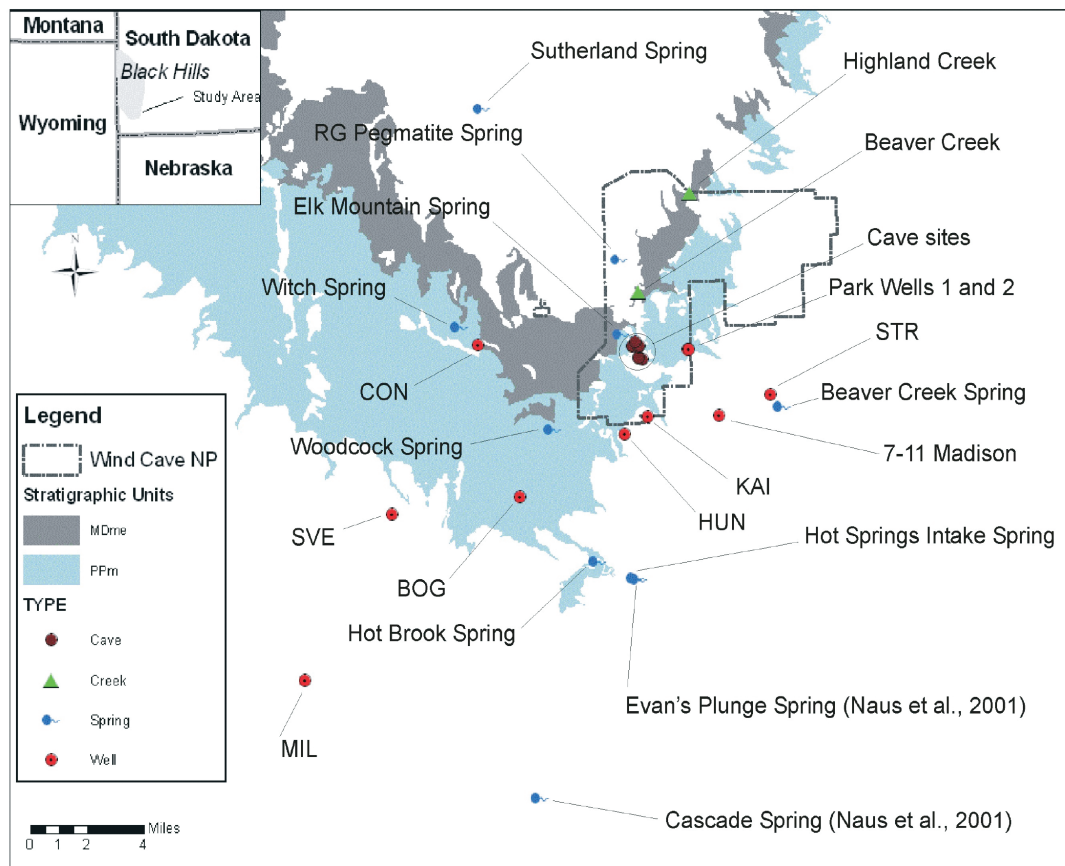 Montana
South Dakota
Black Hills
Study Area
Wyoming
Nebraska
Sutherland Spring
Highland Creek
RG Pegmatite Spring
Beaver Creek
Elk Mountain Spring
Cave sites
N
Witch Spring
Park Wells 1 and 2
STR
CON
Beaver Creek Spring
Woodcock Spring
7-11 Madison
KAI
SVE
HUN
BOG
Hot Springs Intake Spring
Hot Brook Spring
Evan's Plunge Spring (Naus et al., 2001)
MIL
Cascade Spring (Naus et al., 2001)
Legend
Wind Cave NP
Stratigraphic Units
MDme
PPm
TYPE
Cave
Creek
Spring
Well
Miles
0 1 2 4